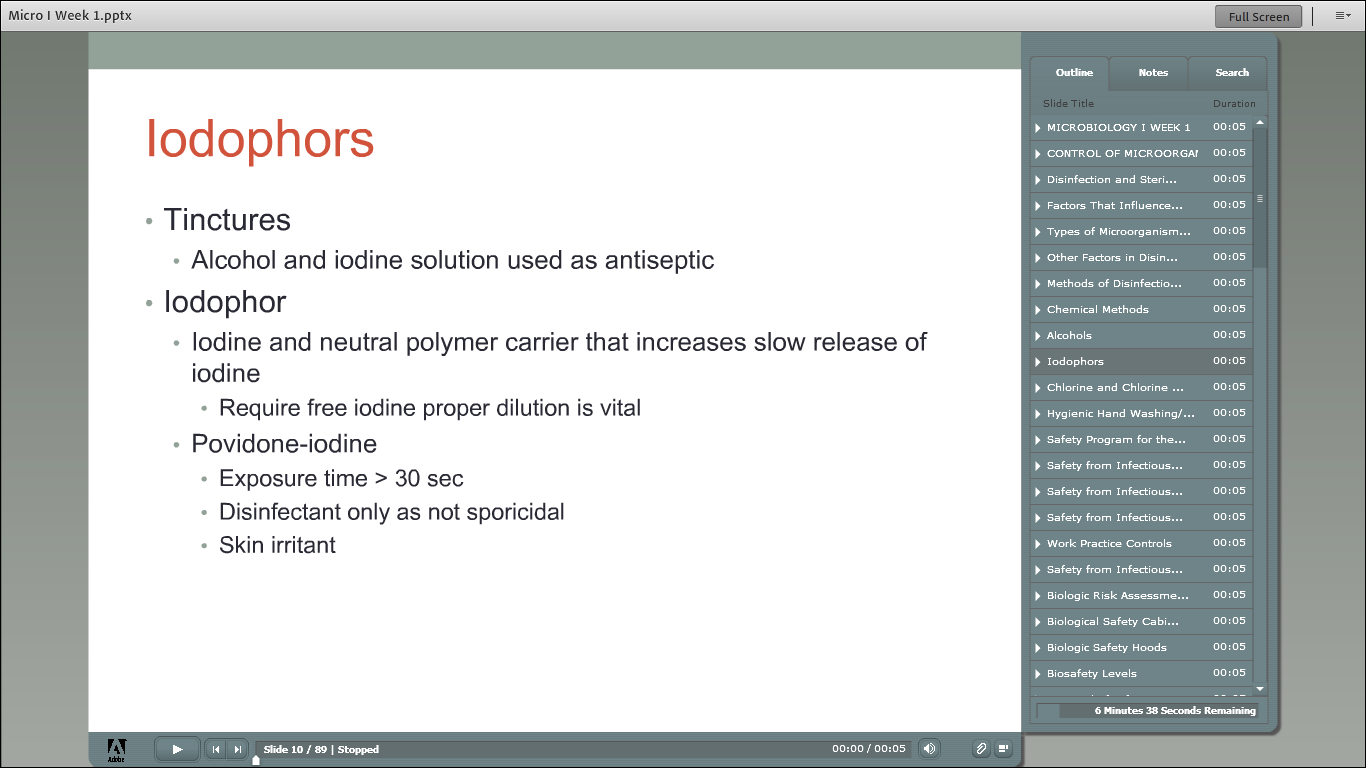 Micro I Week 1.pptx
Full Screen
Iodophors
• Tinctures
• Alcohol and iodine solution used as antiseptic
• Iodophor
• Iodine and neutral polymer carrier that increases slow release of
iodine
• Require free iodine proper dilution is vital
• Povidone-iodine
• Exposure time > 30 sec
• Disinfectant only as not sporicidal
• Skin irritant
Outline Notes Search
Slide Title Duration
MICROBIOLOGY I WEEK 1 00:05
CONTROL OF MICROORGAN 00:05
Disinfection and Steri... 00:05
Factors That Influence... 00:05
Types of Microorganism... 00:05
Other Factors in Disin... 00:05
Methods of Disinfectio... 00:05
Chemical Methods 00:05
Alcohols 00:05
Iodophors 00:05
Chlorine and Chlorine ... 00:05
Hygienic Hand Washing/... 00:05
Safety Program for the... 00:05
Safety from Infectious... 00:05
Safety from Infectious... 00:05
Safety from Infectious... 00:05
Work Practice Controls 00:05
Safety from Infectious... 00:05
Biologic Risk Assessme... 00:05
Biological Safety Cabi... 00:05
Biologic Safety Hoods 00:05
Biosafety Levels 00:05
6 Minutes 38 Seconds Remaining
Adobe
Slide 10 / 89 | Stopped 00:00 / 00:05